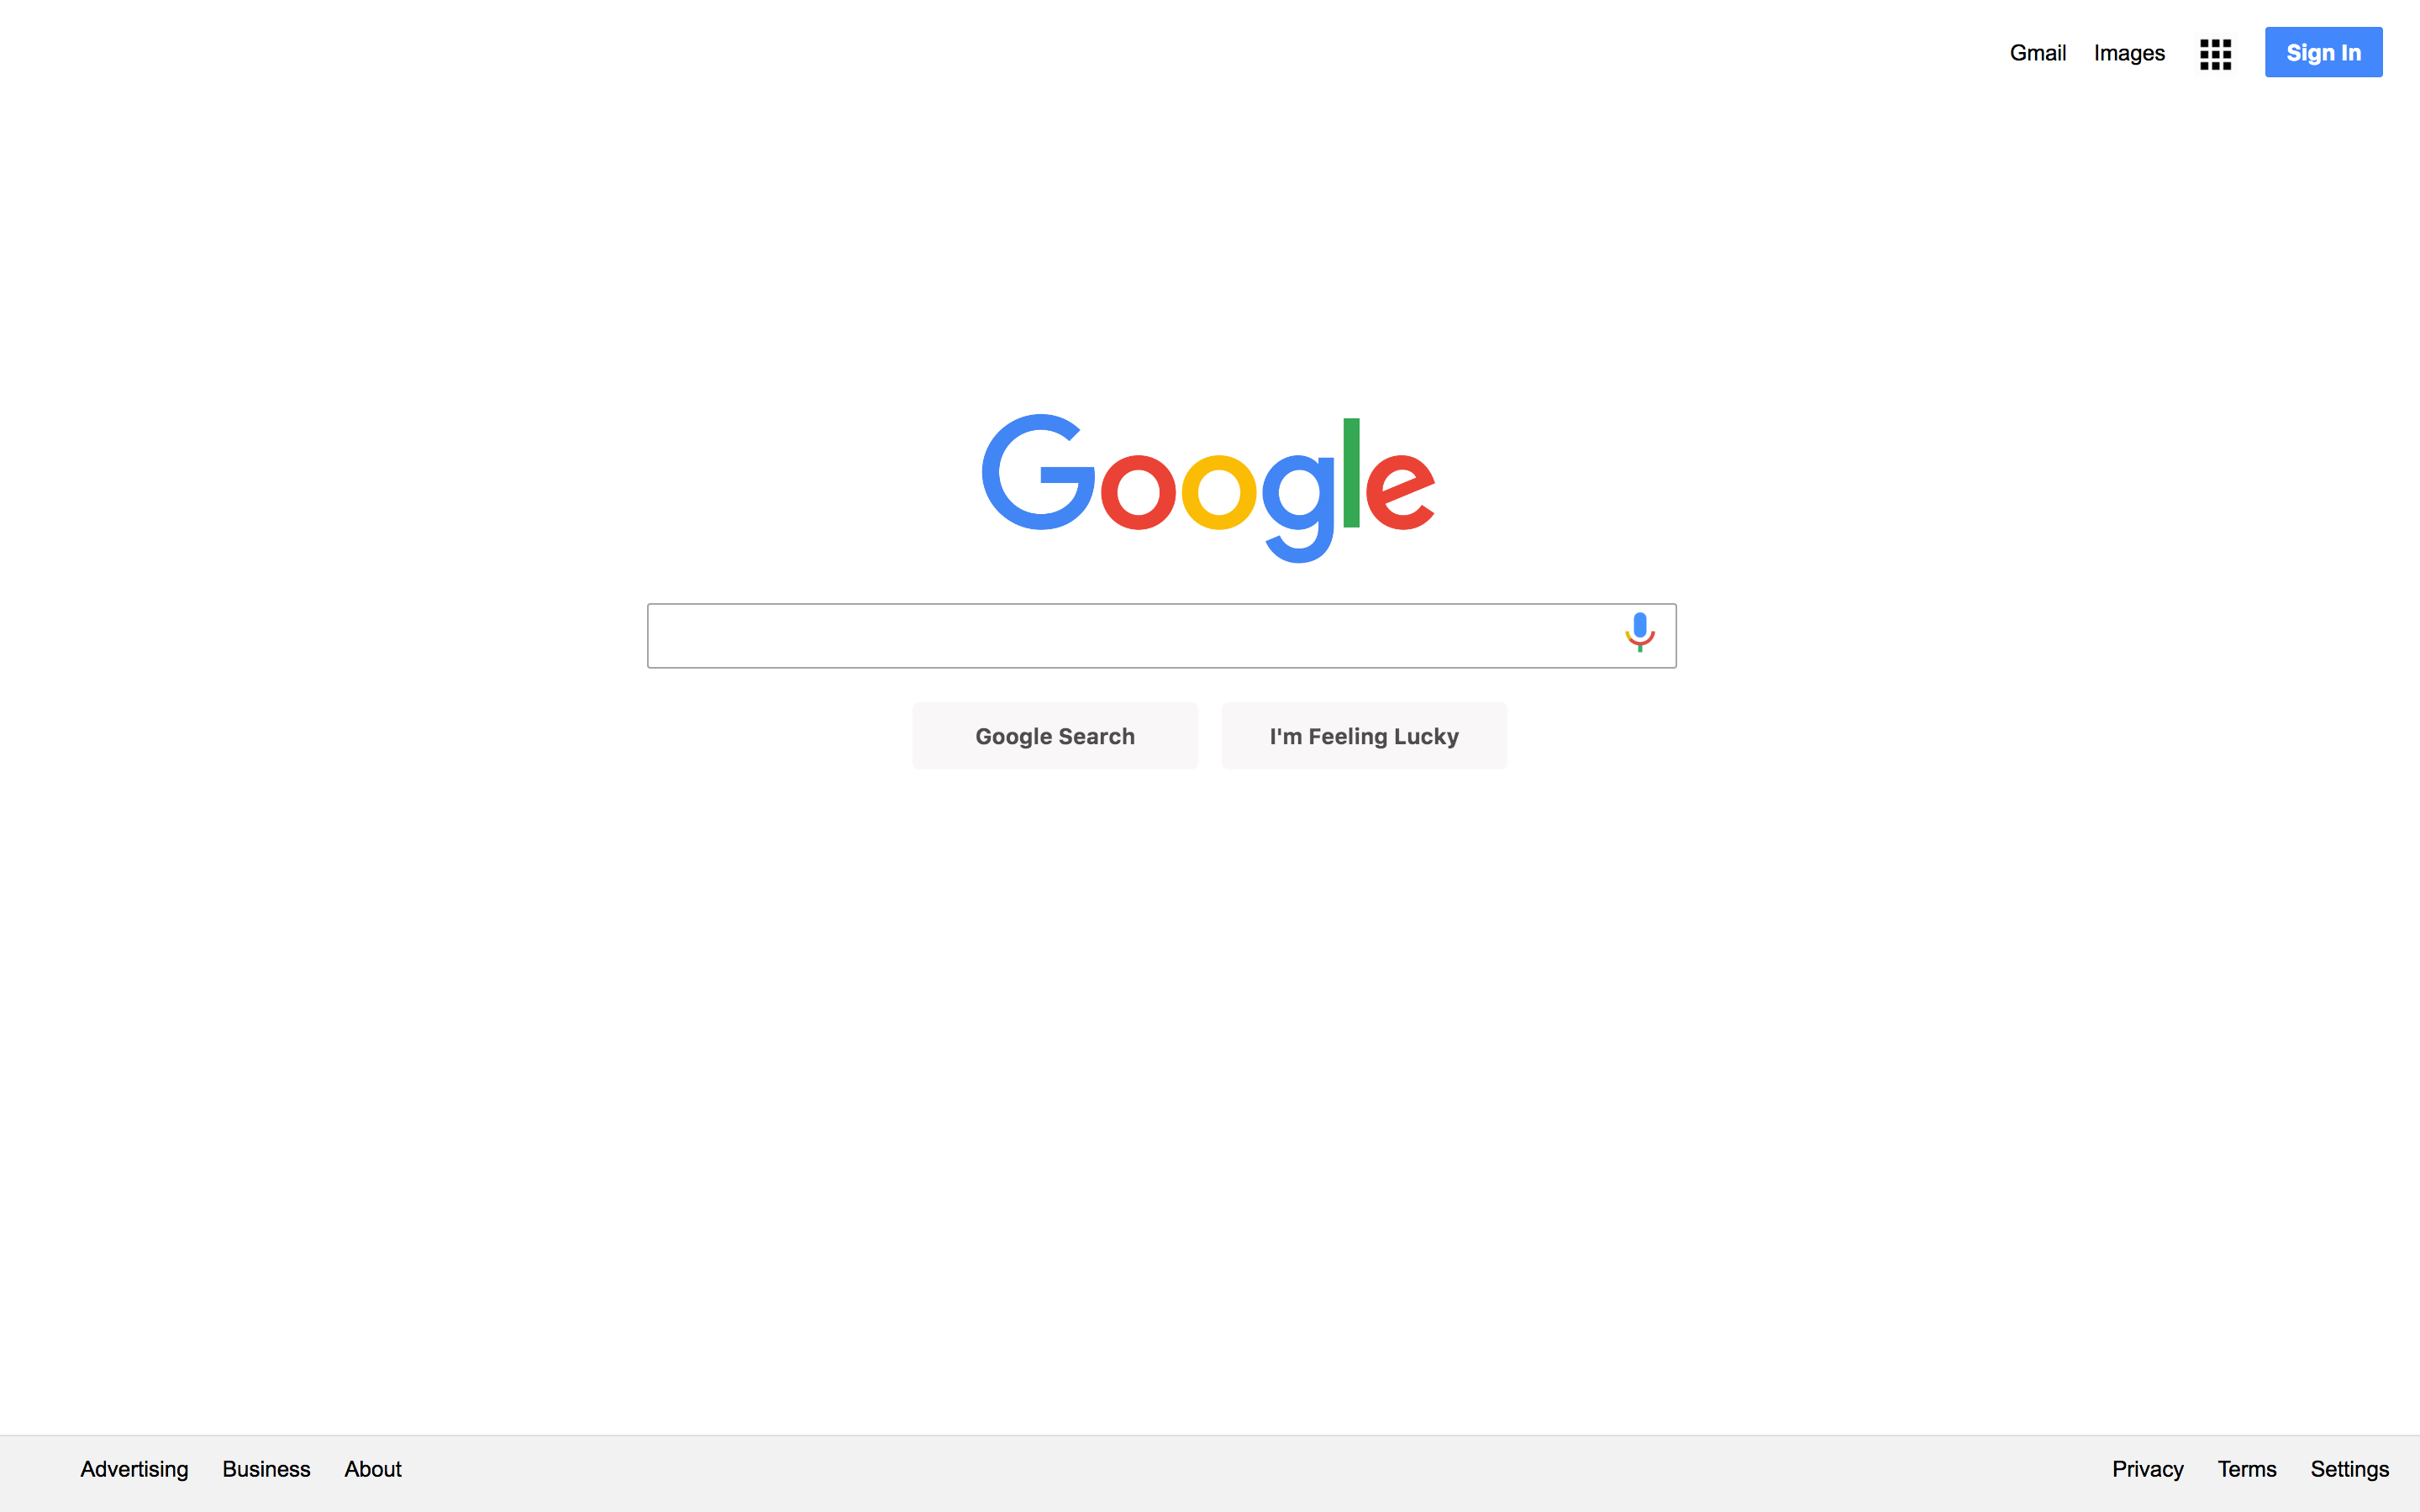 Gmail Images Sign In
Google
Google Search I'm Feeling Lucky
Advertising Business About Privacy Terms Settings